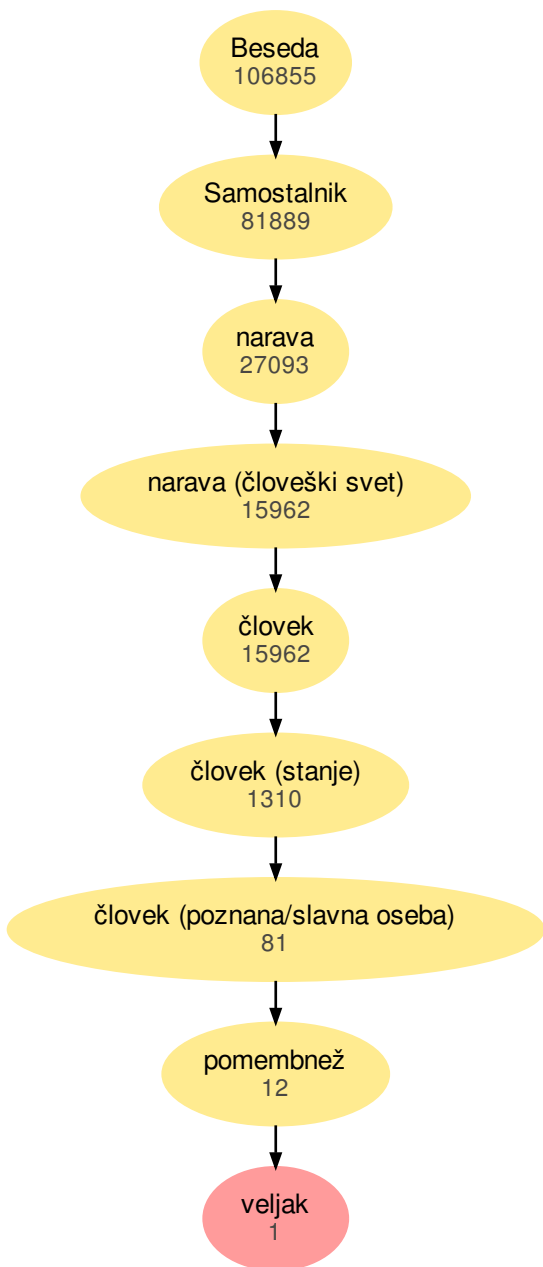 Beseda
106855
Samostalnik
81889
narava
27093
narava (človeški svet)
15962
človek
15962
človek (stanje)
1310
človek (poznana/slavna oseba)
81
pomembnež
12
veljak
1